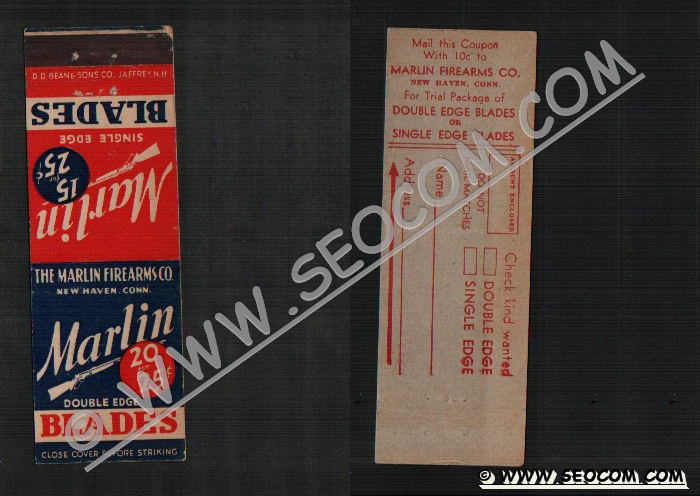 D.D. BEAN & SONS CO. JAFFREY, N.H.
BLADES
SINGLE EDGE
15
for
25¢
Marlin
THE MARLIN FIREARMS CO.
NEW HAVEN, CONN.
Marlin
20
for
DOUBLE EDGE
BLADES
CLOSE COVER BEFORE STRIKING
Mail this Coupon
With 10¢ to
MARLIN FIREARMS CO.
NEW HAVEN, CONN.
For Trial Package of
DOUBLE EDGE BLADES
OR
SINGLE EDGE BLADES
ENCLOSED
DO NOT
MATCHES
Name
Address
Check kind wanted
DOUBLE EDGE
SINGLE EDGE
© WWW.SEOCOM.COM
© WWW.SEOCOM.COM